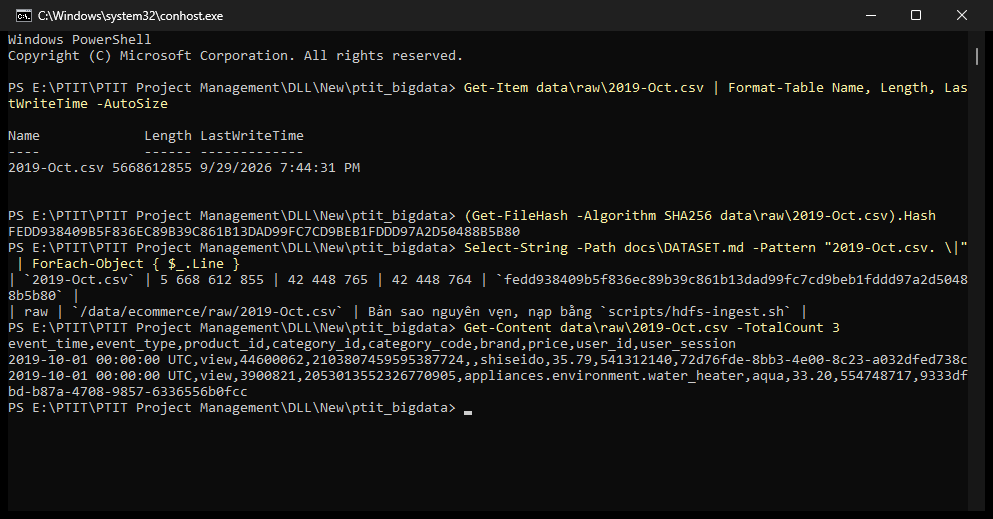 C:\Windows\system32\conhost.exe
Windows PowerShell
Copyright (C) Microsoft Corporation. All rights reserved.
PS E:\PTIT\PTIT Project Management\DLL\New\ptit_bigdata> Get-Item data\raw\2019-Oct.csv | Format-Table Name, Length, Las
tWriteTime -AutoSize
Name Length LastWriteTime
---- ------ -------------
2019-Oct.csv 5668612855 9/29/2026 7:44:31 PM
PS E:\PTIT\PTIT Project Management\DLL\New\ptit_bigdata> (Get-FileHash -Algorithm SHA256 data\raw\2019-Oct.csv).Hash
FEDD938409B5F836EC89B39C861B13DAD99FC7CD9BEB1FDDD97A2D50488B5B80
PS E:\PTIT\PTIT Project Management\DLL\New\ptit_bigdata> Select-String -Path docs\DATASET.md -Pattern "2019-Oct.csv. \|"
| ForEach-Object { $_.Line }
| `2019-Oct.csv` | 5 668 612 855 | 42 448 765 | 42 448 764 | `fedd938409b5f836ec89b39c861b13dad99fc7cd9beb1fddd97a2d5048
8b5b80` |
| raw | `/data/ecommerce/raw/2019-Oct.csv` | Bản sao nguyên vẹn, nạp bằng `scripts/hdfs-ingest.sh` |
PS E:\PTIT\PTIT Project Management\DLL\New\ptit_bigdata> Get-Content data\raw\2019-Oct.csv -TotalCount 3
event_time,event_type,product_id,category_id,category_code,brand,price,user_id,user_session
2019-10-01 00:00:00 UTC,view,44600062,2103807459595387724,,shiseido,35.79,541312140,72d76fde-8bb3-4e00-8c23-a032dfed738c
2019-10-01 00:00:00 UTC,view,3900821,2053013552326770905,appliances.environment.water_heater,aqua,33.20,554748717,9333df
bd-b87a-4708-9857-6336556b0fcc
PS E:\PTIT\PTIT Project Management\DLL\New\ptit_bigdata>